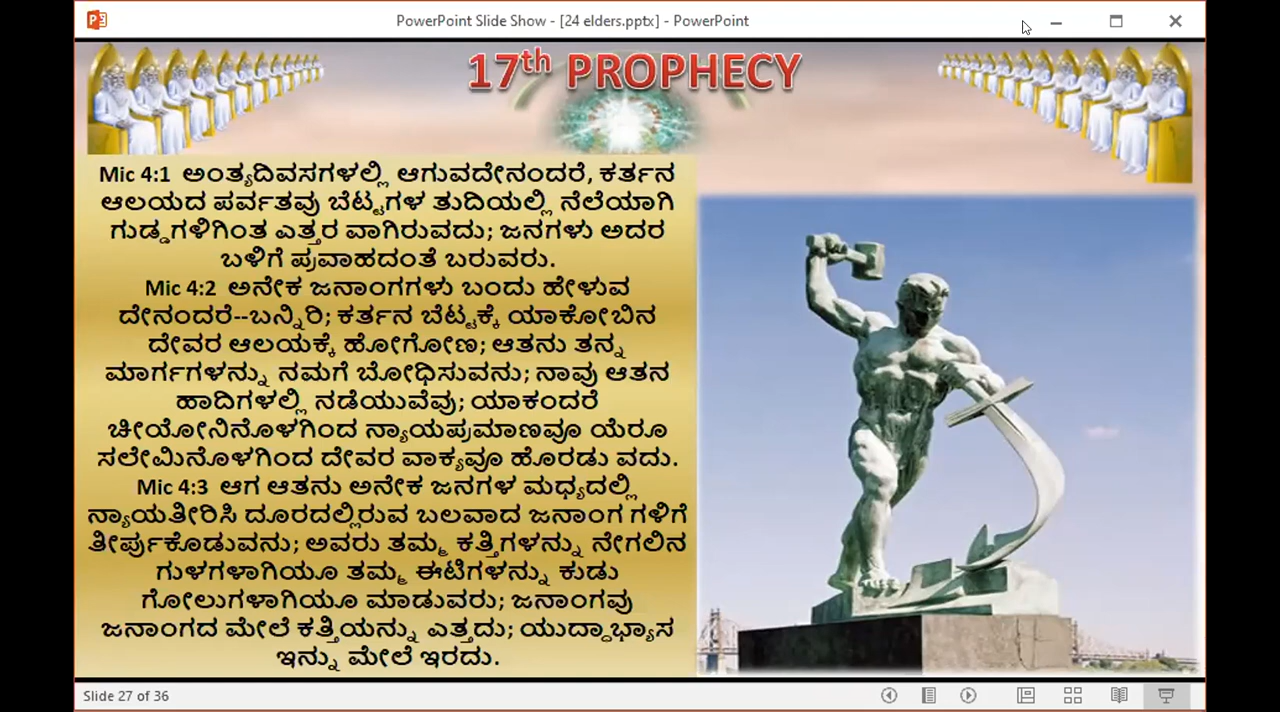 PowerPoint Slide Show - [24 elders.pptx] - PowerPoint
17th PROPHECY
Mic 4:1 ಅಂತ್ಯದಿವಸಗಳಲ್ಲಿ ಆಗುವದೇನಂದರೆ, ಕರ್ತನ
ಆಲಯದ ಪರ್ವತವು ಬೆಟ್ಟಗಳ ತುದಿಯಲ್ಲಿ ನೆಲೆಯಾಗಿ
ಗುಡ್ಡಗಳಿಗಿಂತ ಎತ್ತರ ವಾಗಿರುವದು; ಜನಗಳು ಅದರ
ಬಳಿಗೆ ಪ್ರವಾಹದಂತೆ ಬರುವರು.
Mic 4:2 ಅನೇಕ ಜನಾಂಗಗಳು ಬಂದು ಹೇಳುವ
ದೇನಂದರೆ--ಬನ್ನಿರಿ; ಕರ್ತನ ಬೆಟ್ಟಕ್ಕೆ ಯಾಕೋಬಿನ
ದೇವರ ಆಲಯಕ್ಕೆ ಹೋಗೋಣ; ಆತನು ತನ್ನ
ಮಾರ್ಗಗಳನ್ನು ನಮಗೆ ಬೋಧಿಸುವನು; ನಾವು ಆತನ
ಹಾದಿಗಳಲ್ಲಿ ನಡೆಯುವೆವು; ಯಾಕಂದರೆ
ಚೀಯೋನಿನೊಳಗಿಂದ ನ್ಯಾಯಪ್ರಮಾಣವೂ ಯೆರೂ
ಸಲೇಮಿನೊಳಗಿಂದ ದೇವರ ವಾಕ್ಯವೂ ಹೊರಡು ವದು.
Mic 4:3 ಆಗ ಆತನು ಅನೇಕ ಜನಗಳ ಮಧ್ಯದಲ್ಲಿ
ನ್ಯಾಯತೀರಿಸಿ ದೂರದಲ್ಲಿರುವ ಬಲವಾದ ಜನಾಂಗ ಗಳಿಗೆ
ತೀರ್ಪುಕೊಡುವನು; ಅವರು ತಮ್ಮ ಕತ್ತಿಗಳನ್ನು ನೇಗಲಿನ
ಗುಳಗಳಾಗಿಯೂ ತಮ್ಮ ಈಟಿಗಳನ್ನು ಕುಡು
ಗೋಲುಗಳಾಗಿಯೂ ಮಾಡುವರು; ಜನಾಂಗವು
ಜನಾಂಗದ ಮೇಲೆ ಕತ್ತಿಯನ್ನು ಎತ್ತದು; ಯುದ್ಧಾಭ್ಯಾಸ
ಇನ್ನು ಮೇಲೆ ಇರದು.
Slide 27 of 36